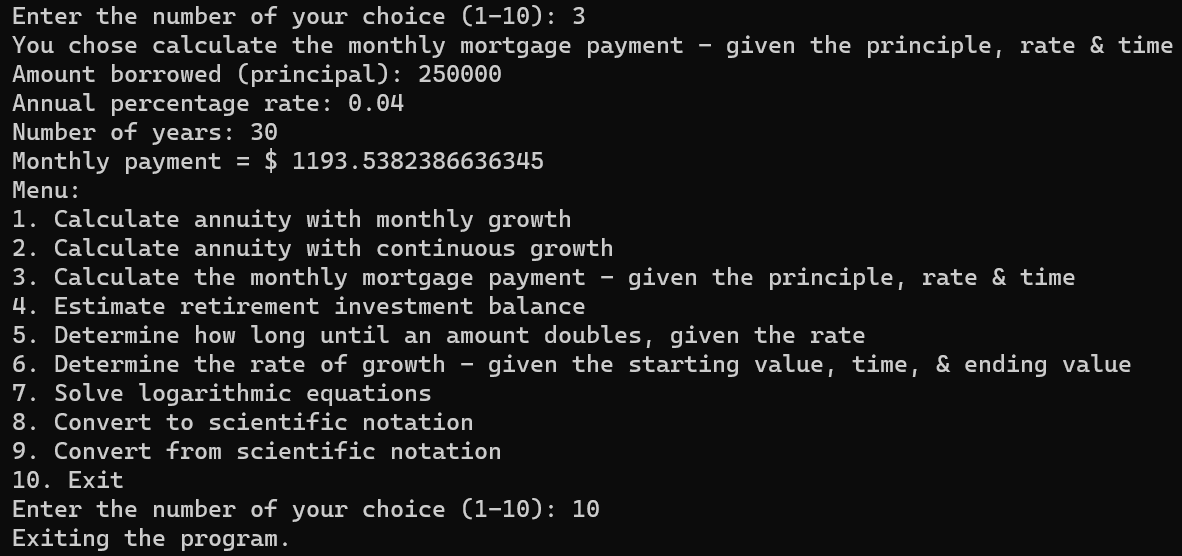 Enter the number of your choice (1-10): 3
You chose calculate the monthly mortgage payment - given the principle, rate & time
Amount borrowed (principal): 250000
Annual percentage rate: 0.04
Number of years: 30
Monthly payment = $ 1193.5382386636345
Menu:
1. Calculate annuity with monthly growth
2. Calculate annuity with continuous growth
3. Calculate the monthly mortgage payment - given the principle, rate & time
4. Estimate retirement investment balance
5. Determine how long until an amount doubles, given the rate
6. Determine the rate of growth - given the starting value, time, & ending value
7. Solve logarithmic equations
8. Convert to scientific notation
9. Convert from scientific notation
10. Exit
Enter the number of your choice (1-10): 10
Exiting the program.